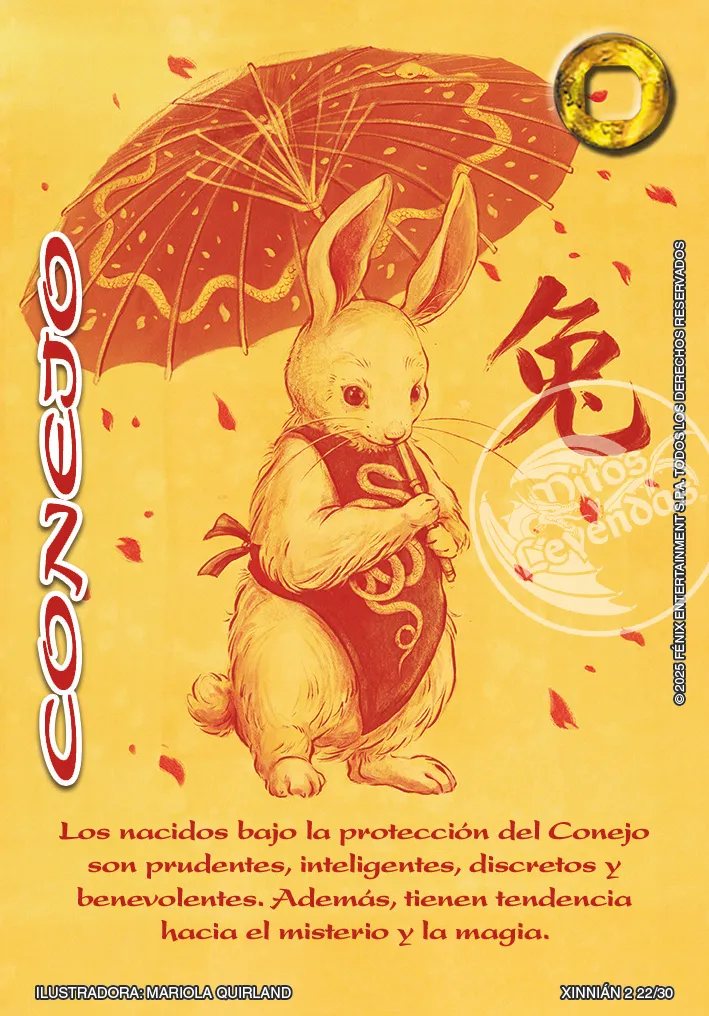 CONEJO
兔
Mitos
Leyendas
© 2025 FÉNIX ENTERTAINMENT S.P.A. TODOS LOS DERECHOS RESERVADOS
Los nacidos bajo la protección del Conejo
son prudentes, inteligentes, discretos y
benevolentes. Además, tienen tendencia
hacia el misterio y la magia.
ILUSTRADORA: MARIOLA QUIRLAND
XINNIÁN 2 22/30